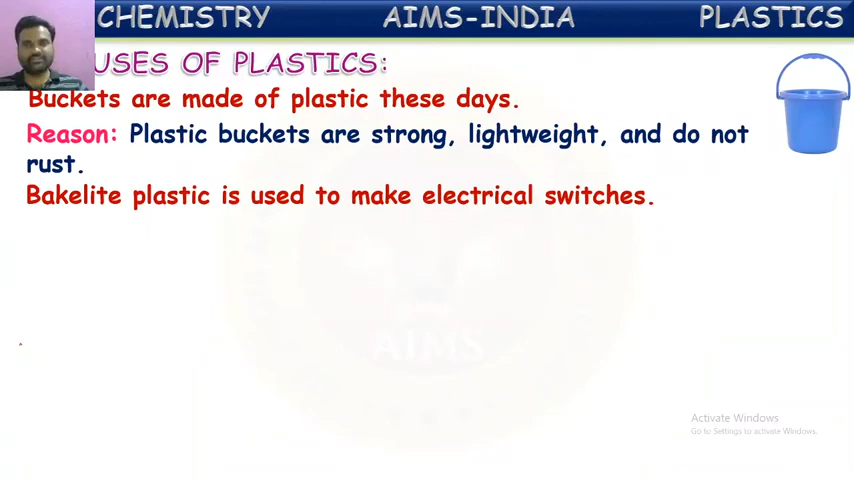 CHEMISTRY AIMS-INDIA PLASTICS
USES OF PLASTICS:
Buckets are made of plastic these days.
Reason: Plastic buckets are strong, lightweight, and do not
rust.
Bakelite plastic is used to make electrical switches.
AIMS
Activate Windows
Go to Settings to activate Windows.